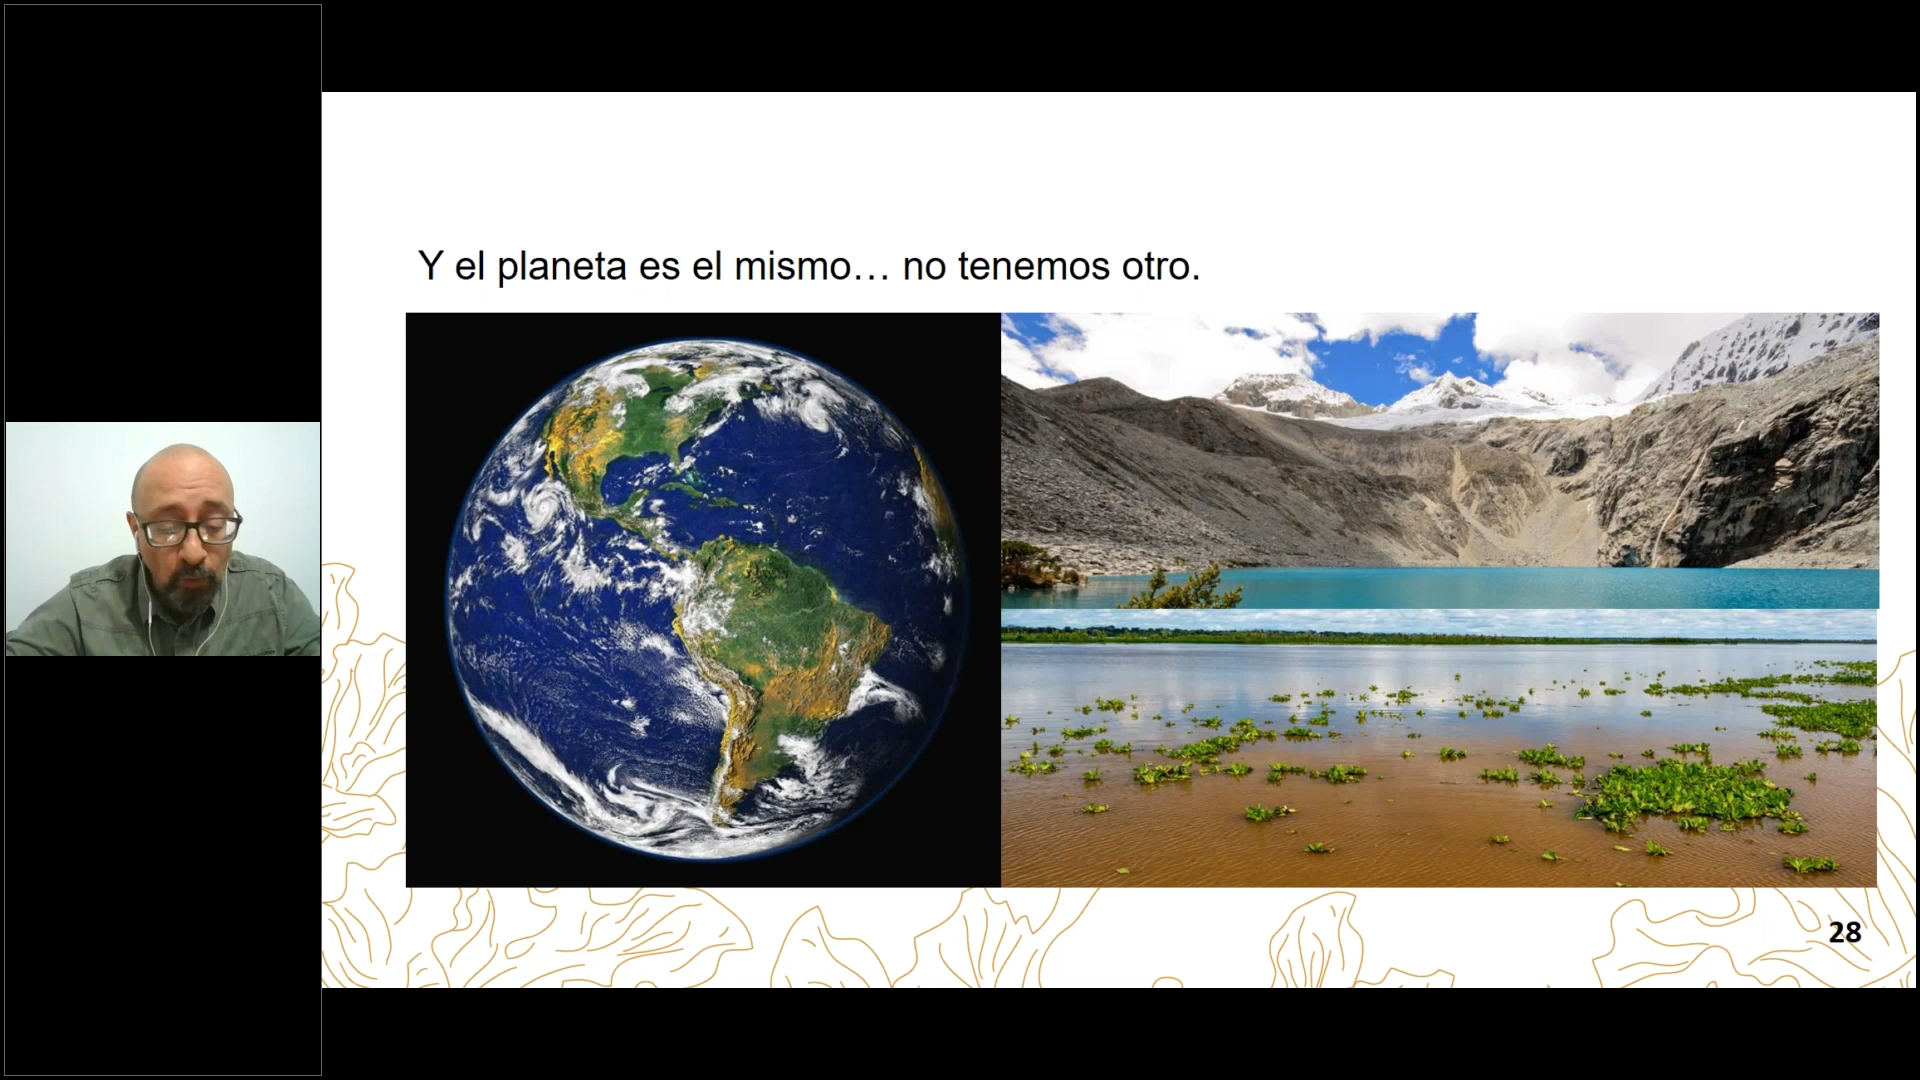 Y el planeta es el mismo… no tenemos otro.
28